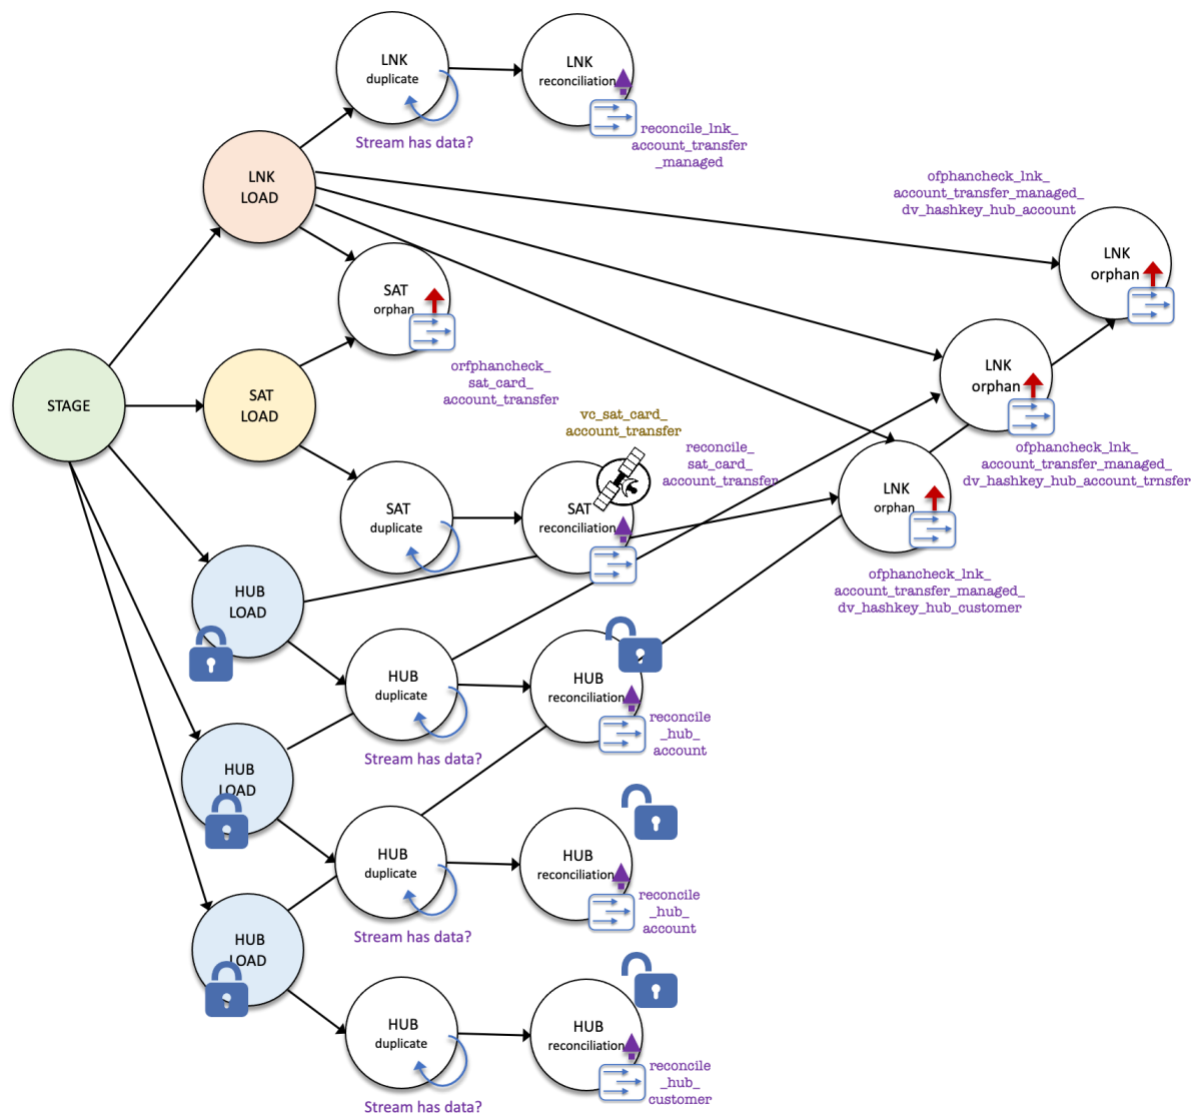 LNK
duplicate
LNK
reconciliation
Stream has data?
reconcile_lnk_
account_transfer
_managed
LNK
LOAD
ofphancheck_lnk_
account_transfer_managed_
dv_hashkey_hub_account
LNK
orphan
SAT
orphan
orfphancheck_
sat_card_
account_transfer
STAGE
SAT
LOAD
LNK
orphan
ofphancheck_lnk_
account_transfer_managed_
dv_hashkey_hub_account_trnsfer
vc_sat_card_
account_transfer
reconcile_
sat_card_
account_transfer
SAT
duplicate
SAT
reconciliation
LNK
orphan
ofphancheck_lnk_
account_transfer_managed_
dv_hashkey_hub_customer
HUB
LOAD
HUB
duplicate
Stream has data?
HUB
reconciliation
reconcile
_hub_
account
HUB
LOAD
HUB
duplicate
Stream has data?
HUB
reconciliation
reconcile
_hub_
account
HUB
LOAD
HUB
duplicate
Stream has data?
HUB
reconciliation
reconcile
_hub_
customer